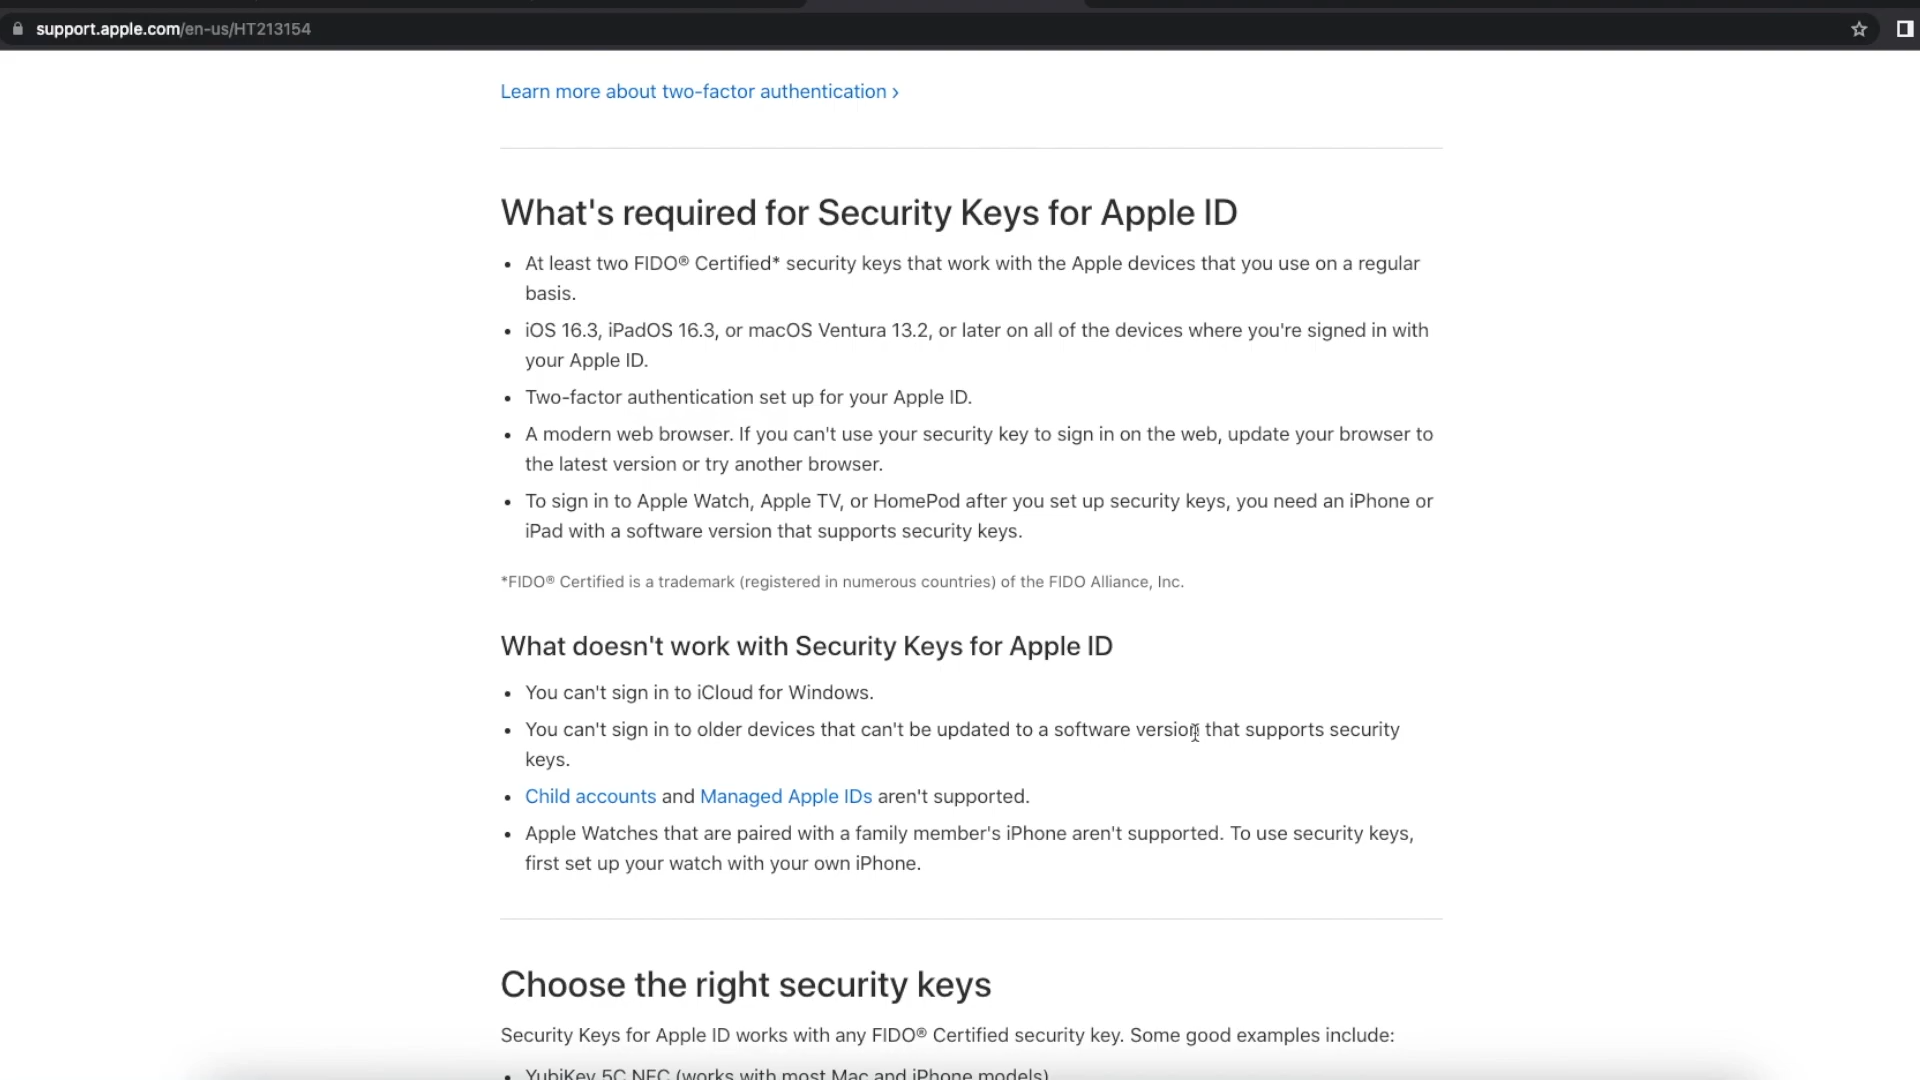 support.apple.com/en-us/HT213154
Learn more about two-factor authentication ›
What's required for Security Keys for Apple ID
• At least two FIDO® Certified* security keys that work with the Apple devices that you use on a regular
basis.
• iOS 16.3, iPadOS 16.3, or macOS Ventura 13.2, or later on all of the devices where you're signed in with
your Apple ID.
• Two-factor authentication set up for your Apple ID.
• A modern web browser. If you can't use your security key to sign in on the web, update your browser to
the latest version or try another browser.
• To sign in to Apple Watch, Apple TV, or HomePod after you set up security keys, you need an iPhone or
iPad with a software version that supports security keys.
*FIDO® Certified is a trademark (registered in numerous countries) of the FIDO Alliance, Inc.
What doesn't work with Security Keys for Apple ID
• You can't sign in to iCloud for Windows.
• You can't sign in to older devices that can't be updated to a software version that supports security
keys.
• Child accounts and Managed Apple IDs aren't supported.
• Apple Watches that are paired with a family member's iPhone aren't supported. To use security keys,
first set up your watch with your own iPhone.
Choose the right security keys
Security Keys for Apple ID works with any FIDO® Certified security key. Some good examples include:
• YubiKey 5C NFC (works with most Mac and iPhone models)